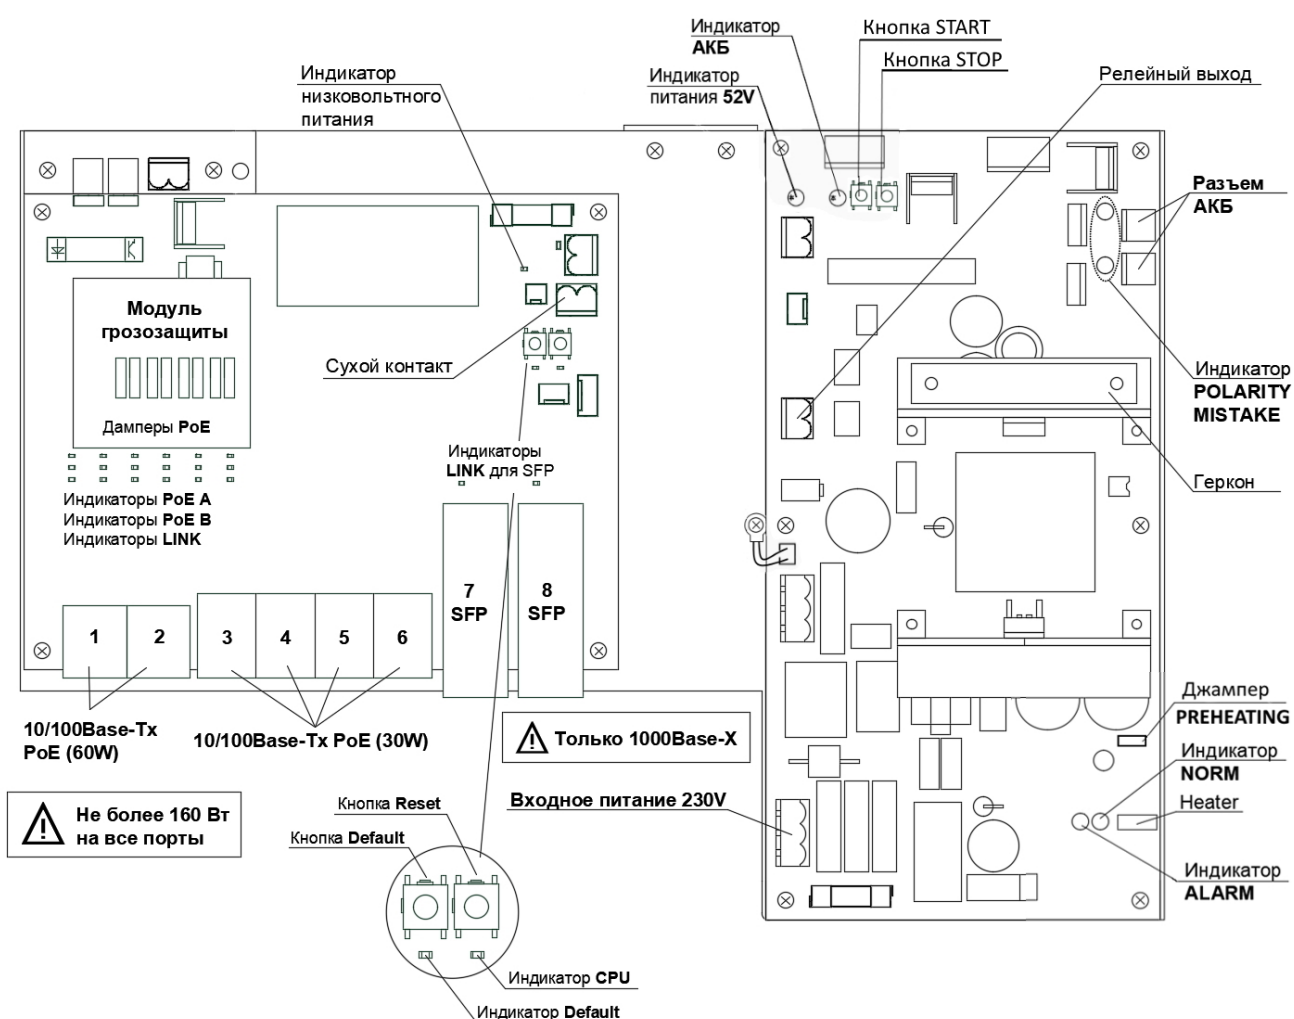 Индикатор
АКБ
Кнопка START
Кнопка STOP
Индикатор
низковольтного
питания
Индикатор
питания 52V
Релейный выход
Разъем
АКБ
Модуль
грозозащиты
Дамперы PoE
Сухой контакт
Индикатор
POLARITY
MISTAKE
Индикаторы
LINK для SFP
Геркон
Индикаторы PoE A
Индикаторы PoE B
Индикаторы LINK
7
SFP
8
SFP
1
2
3
4
5
6
10/100Base-Tx
PoE (60W)
10/100Base-Tx PoE (30W)
Только 1000Base-X
Джампер
PREHEATING
Индикатор
NORM
Heater
Индикатор
ALARM
Входное питание 230V
Не более 160 Вт
на все порты
Кнопка Reset
Кнопка Default
Индикатор CPU
Индикатор Default